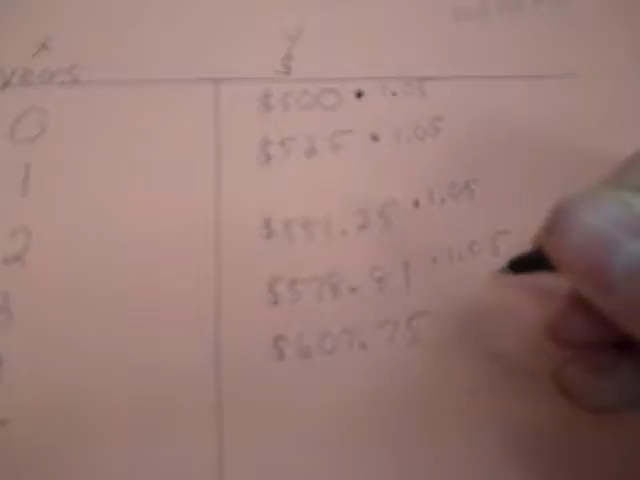 x y
years $
0 $500 · 1.05
1 $525 · 1.05
2 $551.25 · 1.05
$578.81 · 1.05
$607.75